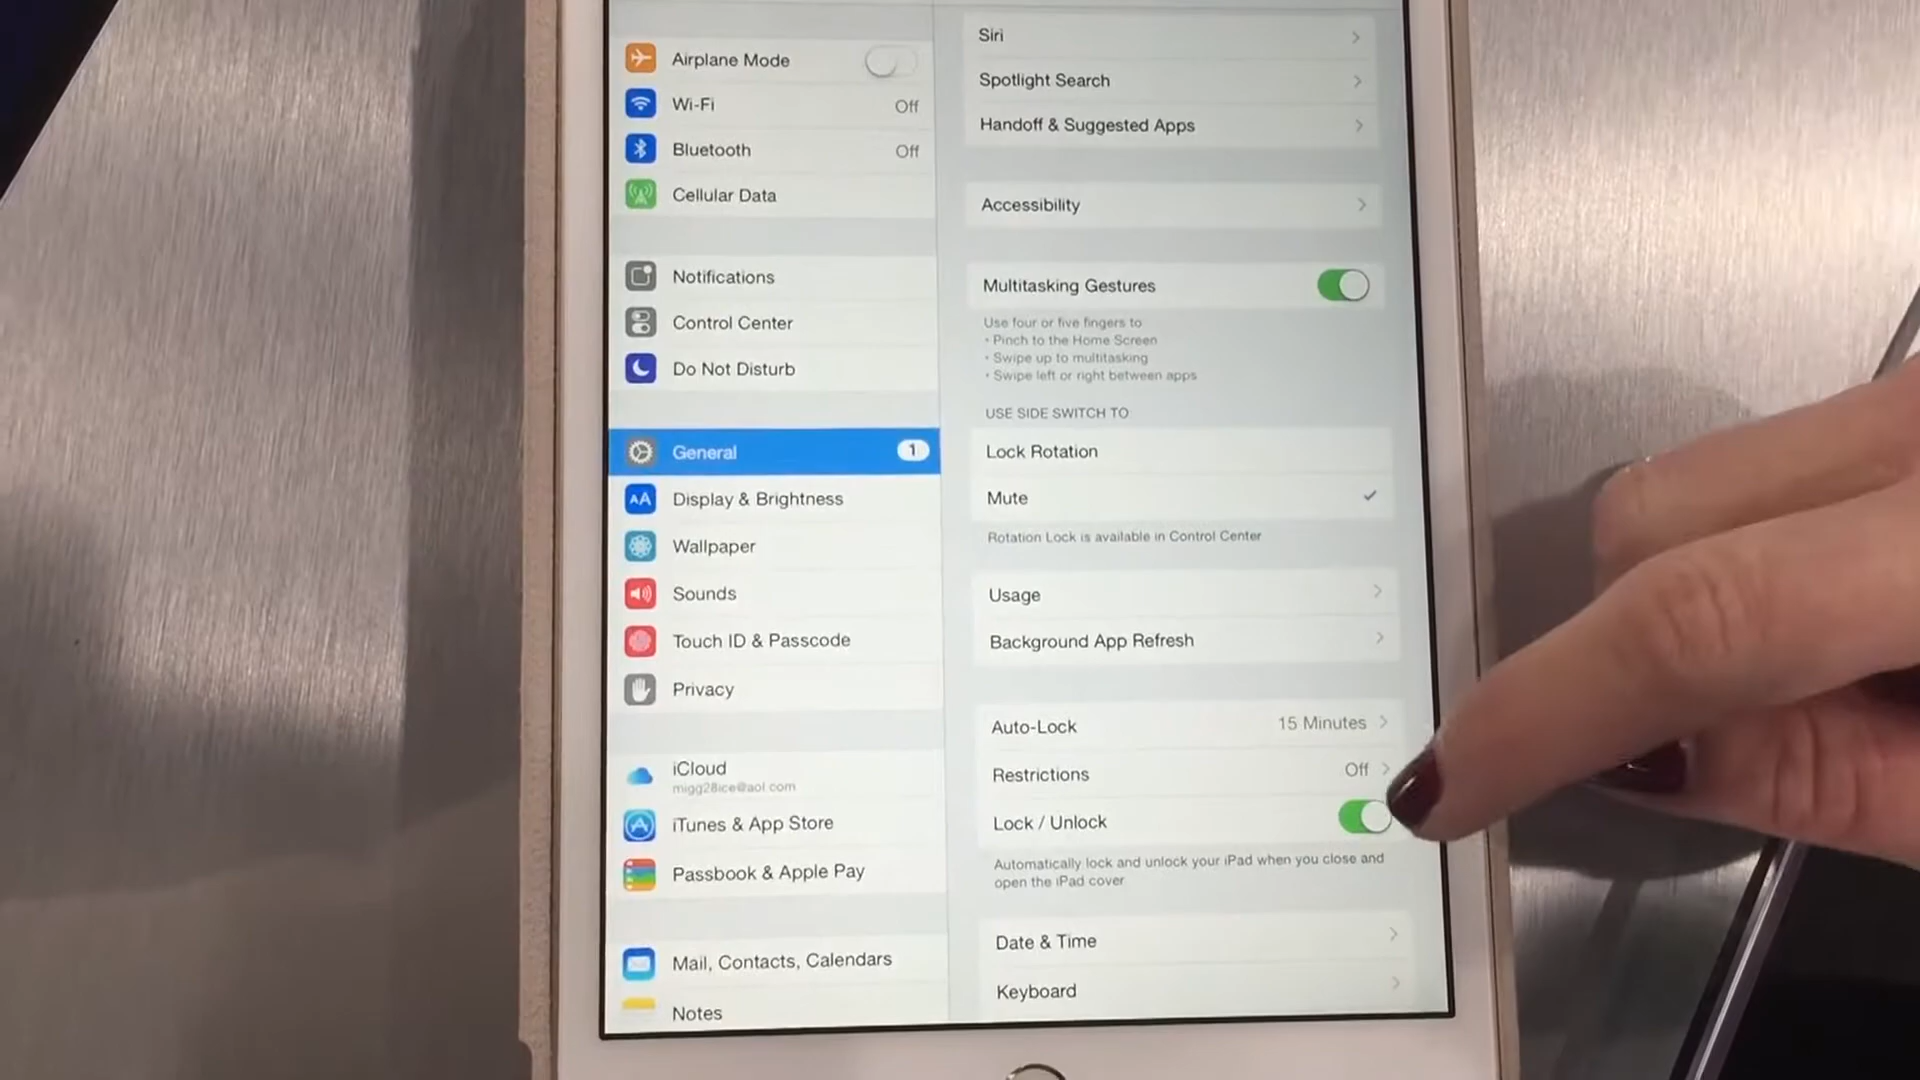 Airplane Mode
Wi-Fi Off
Bluetooth Off
Cellular Data
Notifications
Control Center
Do Not Disturb
General 1
AA Display & Brightness
Wallpaper
Sounds
Touch ID & Passcode
Privacy
iCloud
migg28ice@aol.com
iTunes & App Store
Passbook & Apple Pay
Mail, Contacts, Calendars
Notes
Siri
Spotlight Search
Handoff & Suggested Apps
Accessibility
Multitasking Gestures
Use four or five fingers to
• Pinch to the Home Screen
• Swipe up to multitasking
• Swipe left or right between apps
USE SIDE SWITCH TO
Lock Rotation
Mute
Rotation Lock is available in Control Center
Usage
Background App Refresh
Auto-Lock 15 Minutes
Restrictions Off
Lock / Unlock
Automatically lock and unlock your iPad when you close and
open the iPad cover
Date & Time
Keyboard